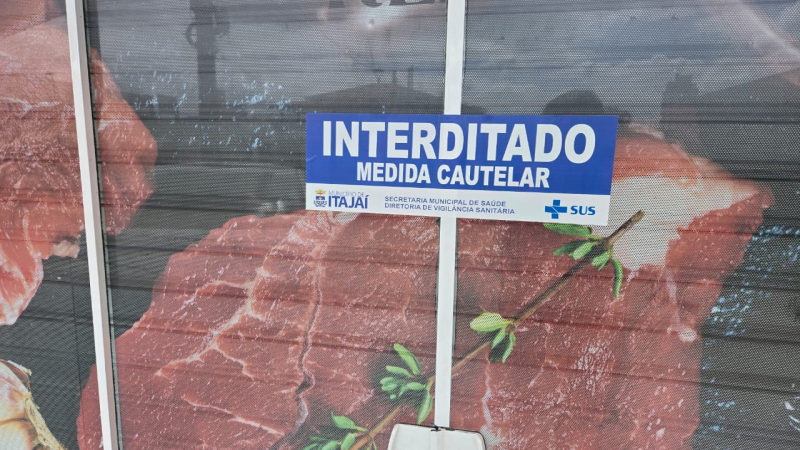 INTERDITADO
MEDIDA CAUTELAR
MUNICÍPIO DE
ITAJAÍ
SECRETARIA MUNICIPAL DE SAÚDE
DIRETORIA DE VIGILÂNCIA SANITÁRIA
SUS